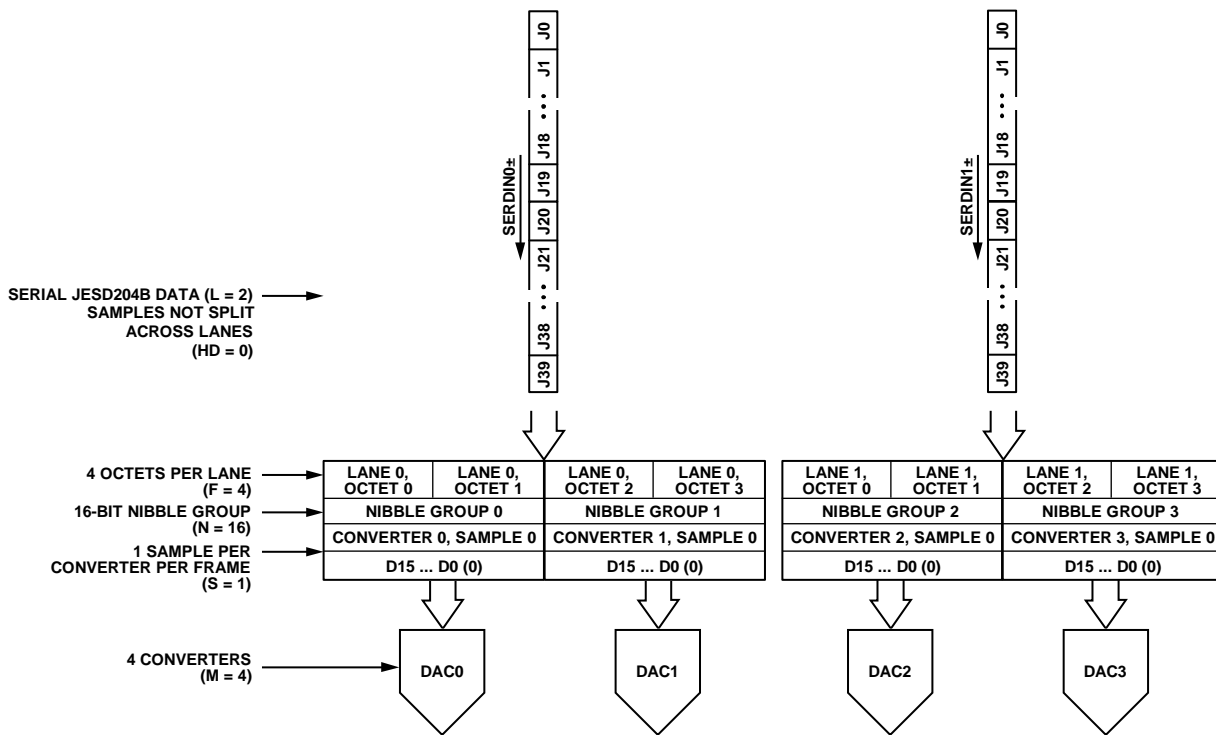 J0
J1
...
J18
J19
J20
J21
...
J38
J39
SERDIN0±
J0
J1
...
J18
J19
J20
J21
...
J38
J39
SERDIN1±
SERIAL JESD204B DATA (L = 2)
SAMPLES NOT SPLIT
ACROSS LANES
(HD = 0)
4 OCTETS PER LANE
(F = 4)
LANE 0,
OCTET 0
LANE 0,
OCTET 1
LANE 0,
OCTET 2
LANE 0,
OCTET 3
LANE 1,
OCTET 0
LANE 1,
OCTET 1
LANE 1,
OCTET 2
LANE 1,
OCTET 3
16-BIT NIBBLE GROUP
(N = 16)
NIBBLE GROUP 0
NIBBLE GROUP 1
NIBBLE GROUP 2
NIBBLE GROUP 3
1 SAMPLE PER
CONVERTER PER FRAME
(S = 1)
CONVERTER 0, SAMPLE 0
CONVERTER 1, SAMPLE 0
CONVERTER 2, SAMPLE 0
CONVERTER 3, SAMPLE 0
D15 ... D0 (0)
D15 ... D0 (0)
D15 ... D0 (0)
D15 ... D0 (0)
4 CONVERTERS
(M = 4)
DAC0
DAC1
DAC2
DAC3